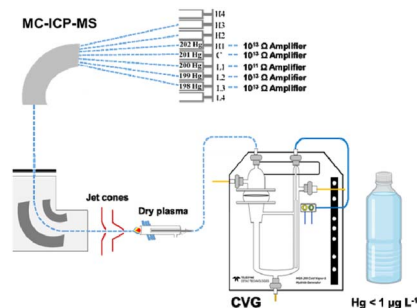 MC-ICP-MS
H4
H3
H2
202 Hg H1 10¹³ Ω Amplifier
201 Hg C 10¹³ Ω Amplifier
200 Hg L1 10¹¹ Ω Amplifier
199 Hg L2 10¹³ Ω Amplifier
198 Hg L3 10¹³ Ω Amplifier
L4
Jet cones
Dry plasma
CVG
Hg < 1 µg L⁻¹